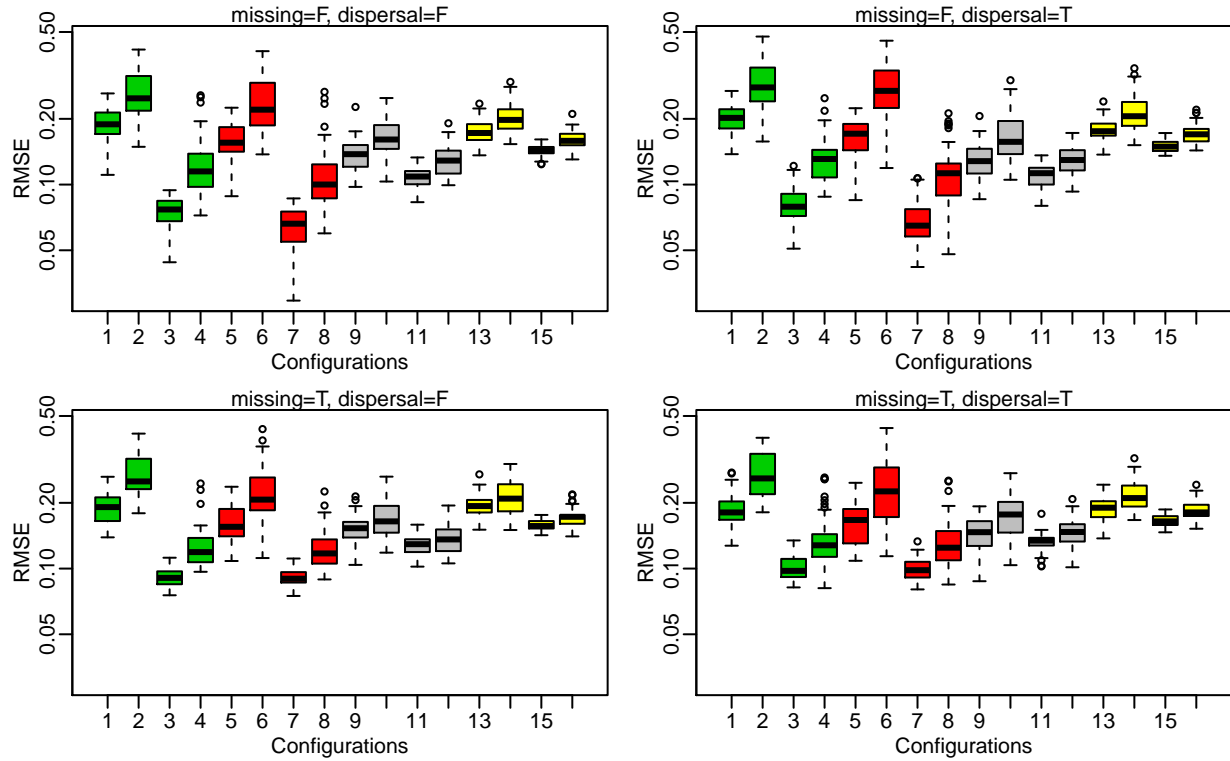 missing=F, dispersal=F
RMSE
0.50
0.20
0.10
0.05
1 2 3 4 5 6 7 8 9 11 13 15
Configurations
missing=F, dispersal=T
RMSE
0.50
0.20
0.10
0.05
1 2 3 4 5 6 7 8 9 11 13 15
Configurations
missing=T, dispersal=F
RMSE
0.50
0.20
0.10
0.05
1 2 3 4 5 6 7 8 9 11 13 15
Configurations
missing=T, dispersal=T
RMSE
0.50
0.20
0.10
0.05
1 2 3 4 5 6 7 8 9 11 13 15
Configurations